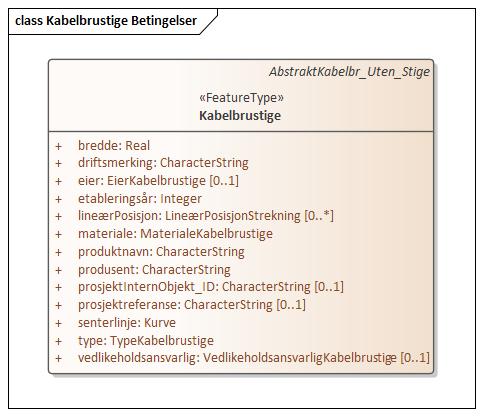 class Kabelbrustige Betingelser
AbstraktKabelbr_Uten_Stige
«FeatureType»
Kabelbrustige
+ bredde: Real
+ driftsmerking: CharacterString
+ eier: EierKabelbrustige [0..1]
+ etableringsår: Integer
+ lineærPosisjon: LineærPosisjonStrekning [0..*]
+ materiale: MaterialeKabelbrustige
+ produktnavn: CharacterString
+ produsent: CharacterString
+ prosjektInternObjekt_ID: CharacterString [0..1]
+ prosjektreferanse: CharacterString [0..1]
+ senterlinje: Kurve
+ type: TypeKabelbrustige
+ vedlikeholdsansvarlig: VedlikeholdsansvarligKabelbrustige [0..1]